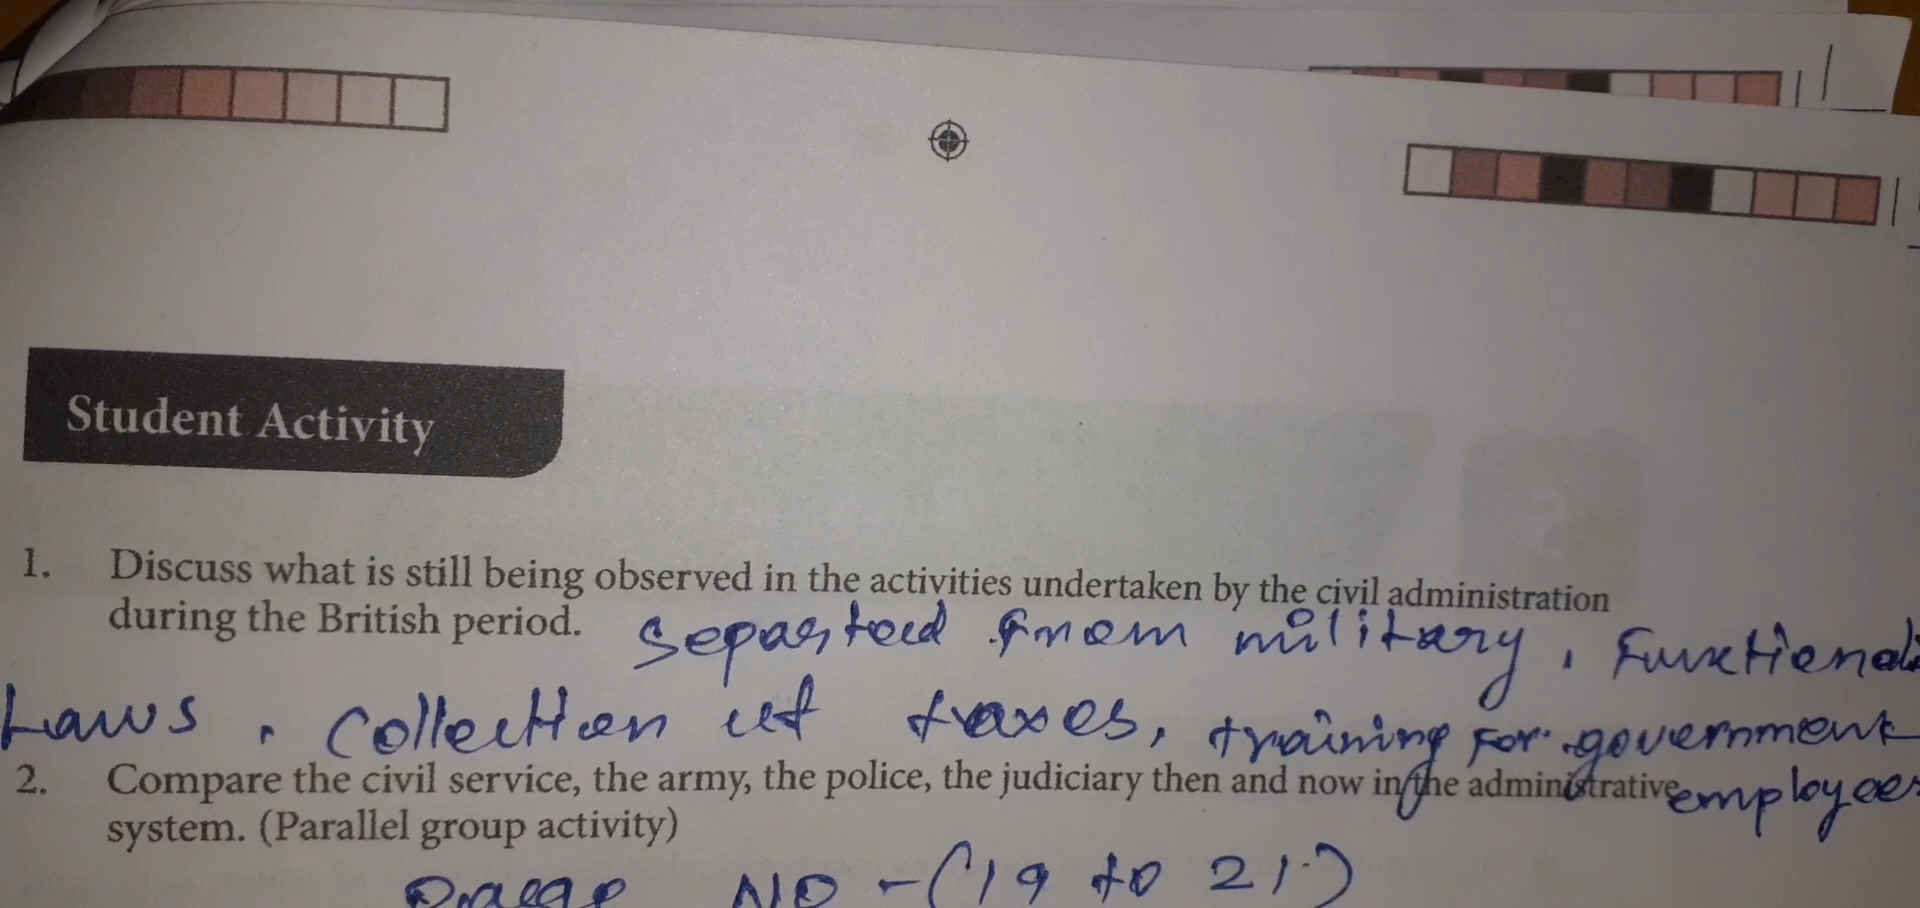 Student Activity
1. Discuss what is still being observed in the activities undertaken by the civil administration
during the British period.
Separted from military, Functional
Laws, Collection of taxes, training For government
employees
2. Compare the civil service, the army, the police, the judiciary then and now in the administrative
system. (Parallel group activity)
NO - (19 to 21)